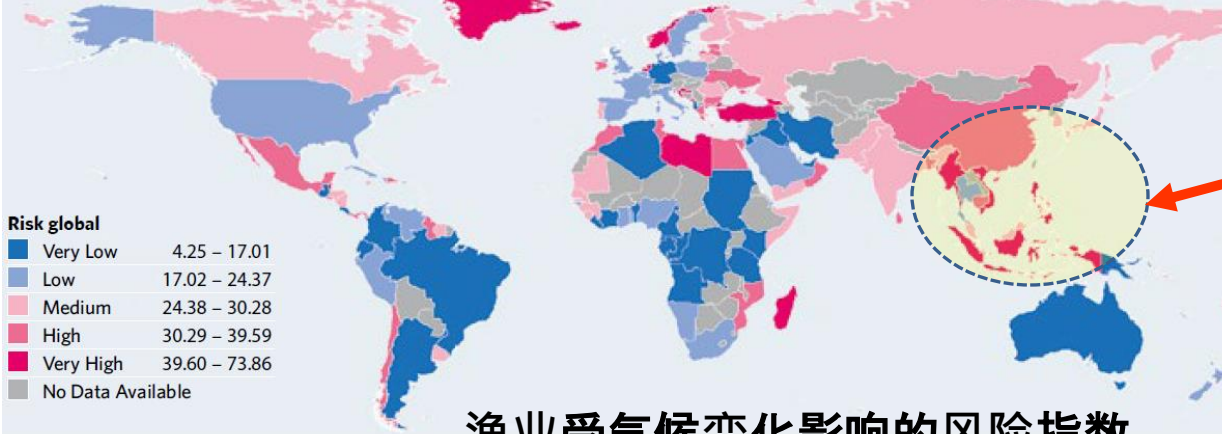 Risk global
Very Low 4.25 – 17.01
Low 17.02 – 24.37
Medium 24.38 – 30.28
High 30.29 – 39.59
Very High 39.60 – 73.86
No Data Available
渔业受气候变化影响的风险指数